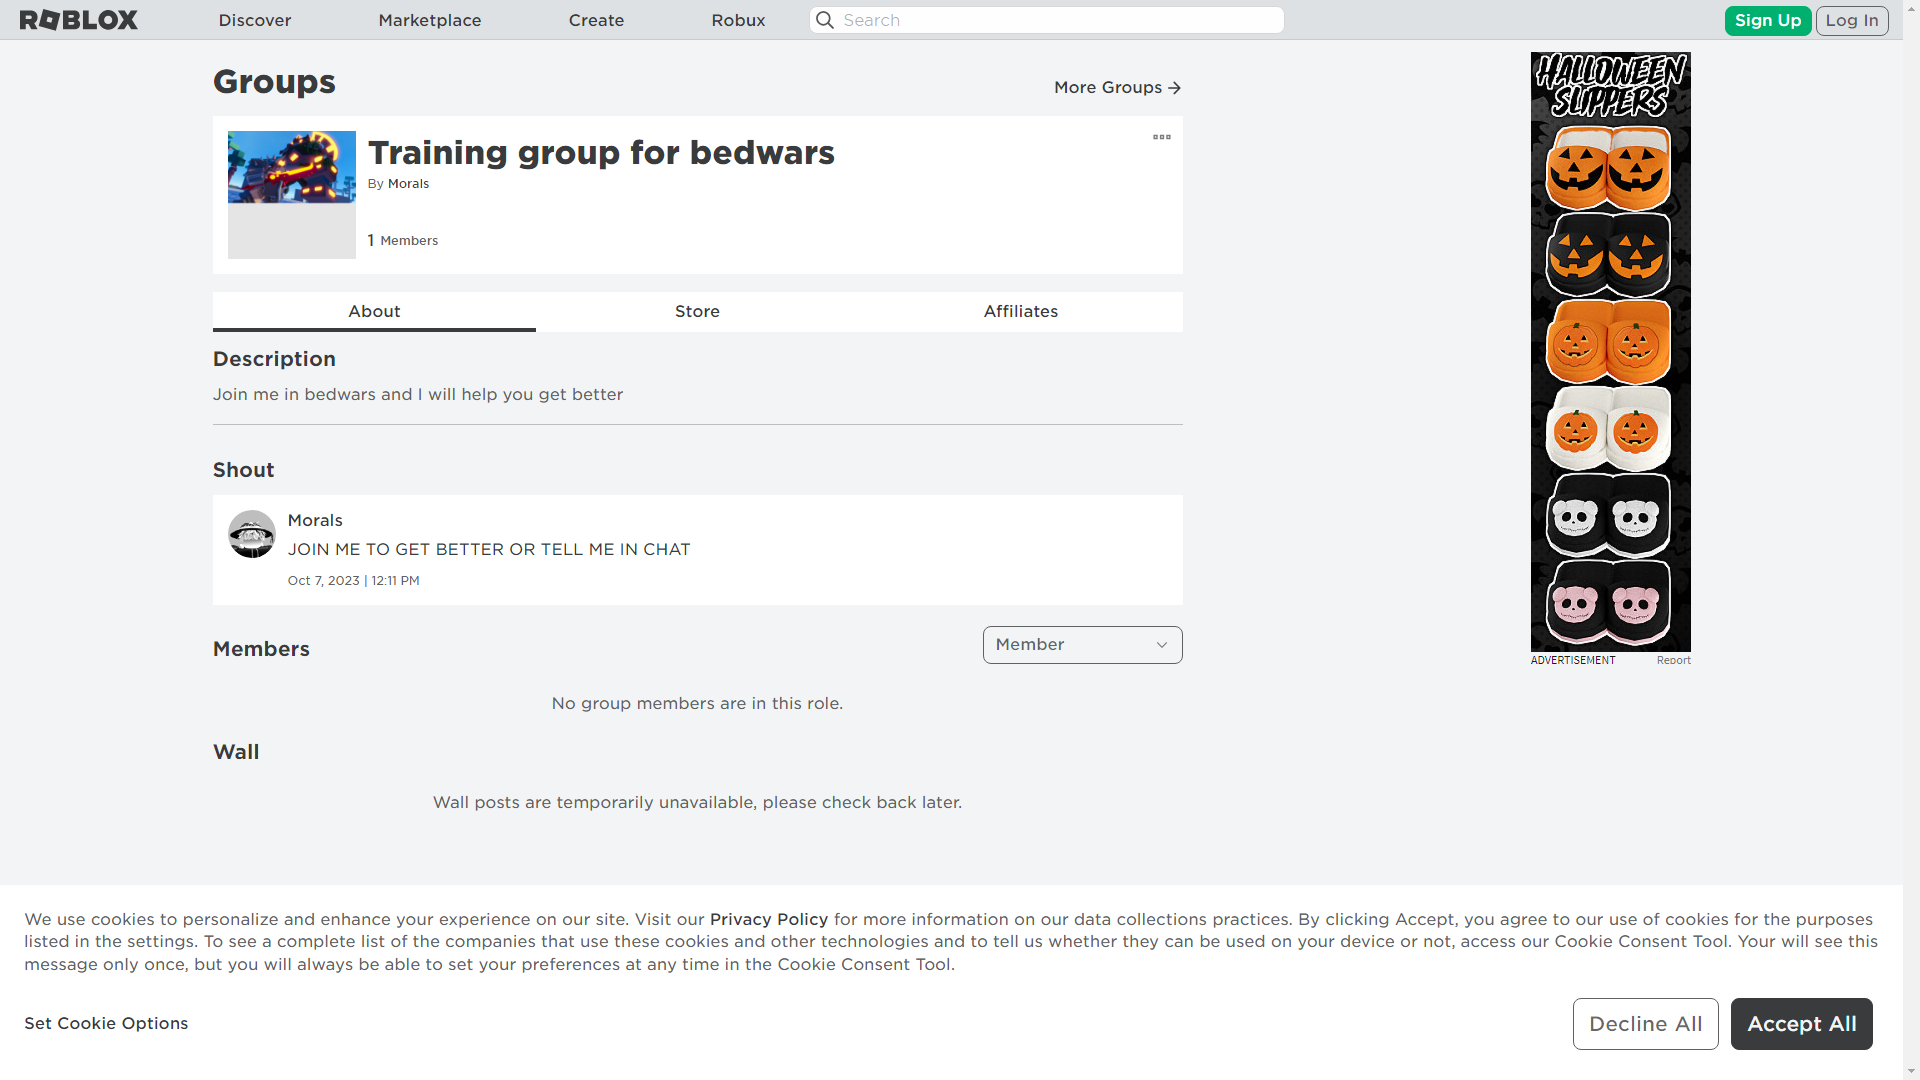 ROBLOX
Discover
Marketplace
Create
Robux
Search
Sign Up
Log In
Groups
More Groups
Training group for bedwars
By Morals
1 Members
About
Store
Affiliates
Description
Join me in bedwars and I will help you get better
Shout
Morals
JOIN ME TO GET BETTER OR TELL ME IN CHAT
Oct 7, 2023 | 12:11 PM
Members
Member
No group members are in this role.
Wall
Wall posts are temporarily unavailable, please check back later.
HALLOWEEN
SLIPPERS
ADVERTISEMENT
Report
We use cookies to personalize and enhance your experience on our site. Visit our Privacy Policy for more information on our data collections practices. By clicking Accept, you agree to our use of cookies for the purposes
listed in the settings. To see a complete list of the companies that use these cookies and other technologies and to tell us whether they can be used on your device or not, access our Cookie Consent Tool. Your will see this
message only once, but you will always be able to set your preferences at any time in the Cookie Consent Tool.
Set Cookie Options
Decline All
Accept All